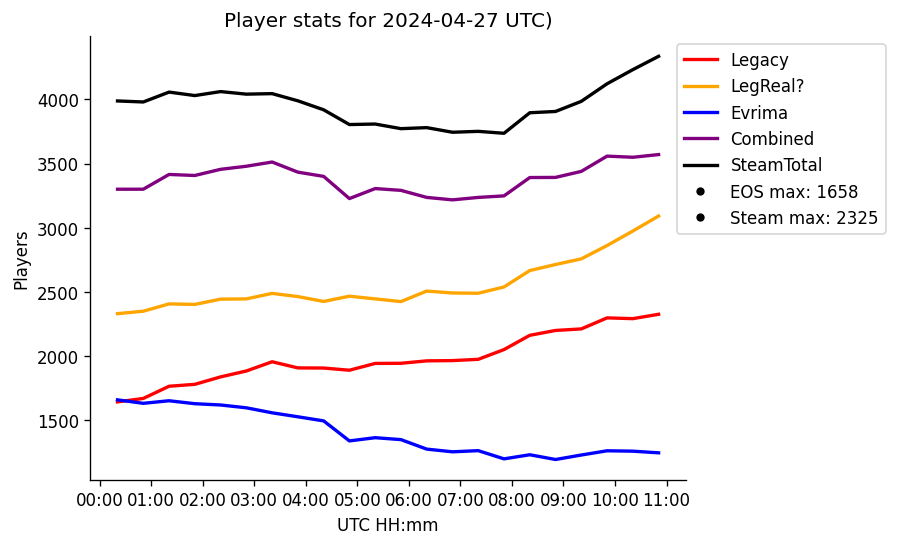 Player stats for 2024-04-27 UTC)
Legacy
LegReal?
Evrima
Combined
SteamTotal
EOS max: 1658
Steam max: 2325
Players
4000
3500
3000
2500
2000
1500
00:00 01:00 02:00 03:00 04:00 05:00 06:00 07:00 08:00 09:00 10:00 11:00
UTC HH:mm